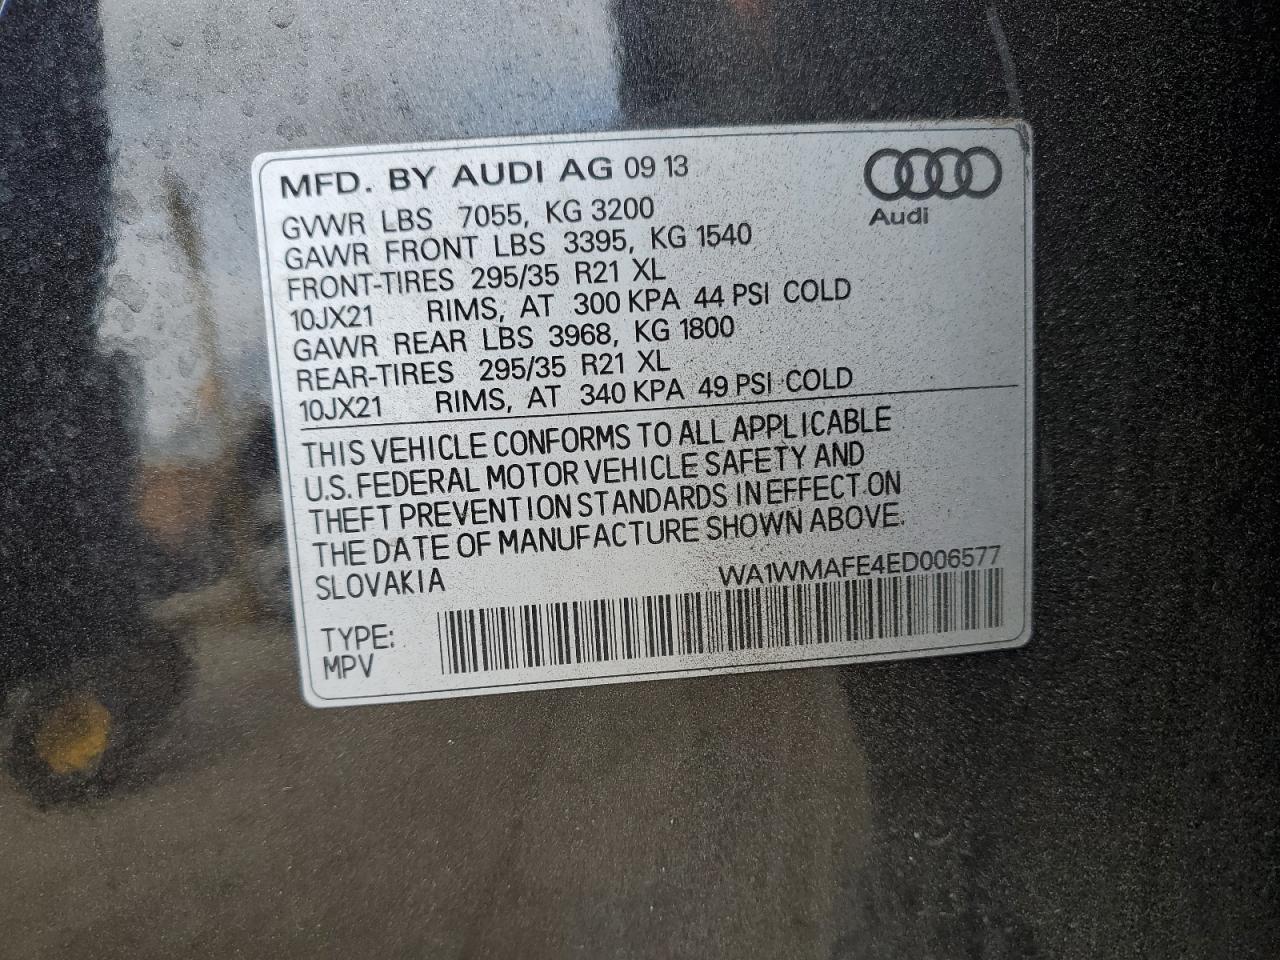 MFD. BY AUDI AG 09 13
Audi
GVWR LBS 7055, KG 3200
GAWR FRONT LBS 3395, KG 1540
FRONT-TIRES 295/35 R21 XL
10JX21 RIMS, AT 300 KPA 44 PSI COLD
GAWR REAR LBS 3968, KG 1800
REAR-TIRES 295/35 R21 XL
10JX21 RIMS, AT 340 KPA 49 PSI COLD
THIS VEHICLE CONFORMS TO ALL APPLICABLE
U.S. FEDERAL MOTOR VEHICLE SAFETY AND
THEFT PREVENTION STANDARDS IN EFFECT ON
THE DATE OF MANUFACTURE SHOWN ABOVE.
SLOVAKIA
WA1WMAFE4ED006577
TYPE:
MPV